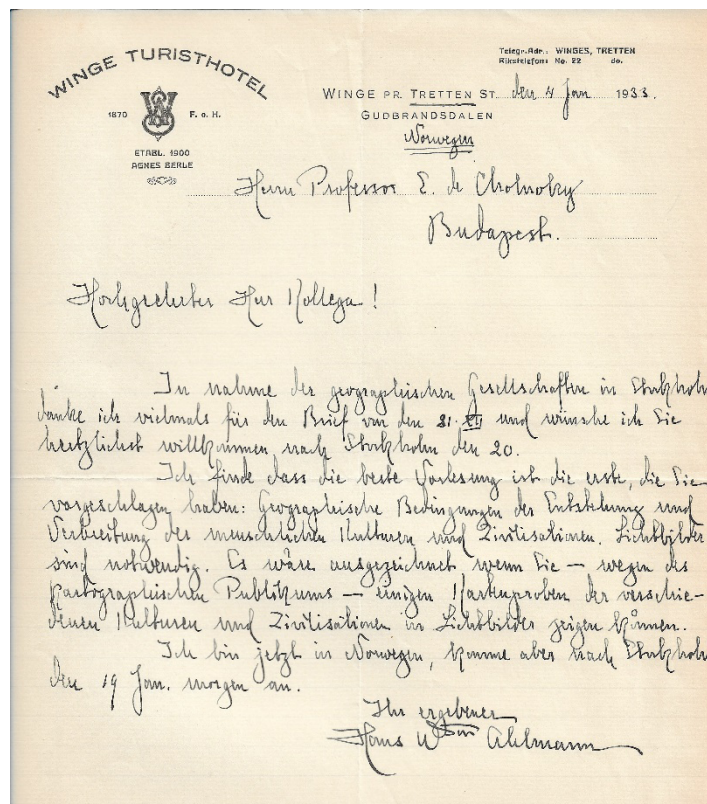 WINGE TURISTHOTEL
1870 F. o. H.
ETABL. 1900
AGNES BERLE
Telegr.Adr.: WINGES, TRETTEN
Rikstelefon: No. 22 do.
WINGE PR. TRETTEN ST. den 4 Jan 1933.
GUDBRANDSDALEN
Norwegen
Herrn Professor E. de Cholnoky
Budapest.
Hochgeelerter Herr Kollega!
In nahme der geographischen Gesellschaften in Stockholm
danke ich vielmals für den Brief von den 21. XII und wünsche ich Sie
hertzlichst willkommen nach Stockholm den 20.
Ich finde dass die beste Vorlesung ist die erste, die Sie
vorgeschlagen haben: Geographische Bedingungen der Entstehung und
Verbreitung der menschlichen Kulturen und Zivilisationen. Lichtbilder
sind notwendig. Es wäre ausgezeichnet wenn Sie – wegen des
kartographischen Publikums – einigen Kartenproben der verschie-
denen Kulturen und Zivilisationen in Lichtbilder zeigen können.
Ich bin jetzt in Norwegen, komme aber nach Stockholm
den 19 Jan. morgen an.
Ihr ergebener
Hans W:son Ahlmann